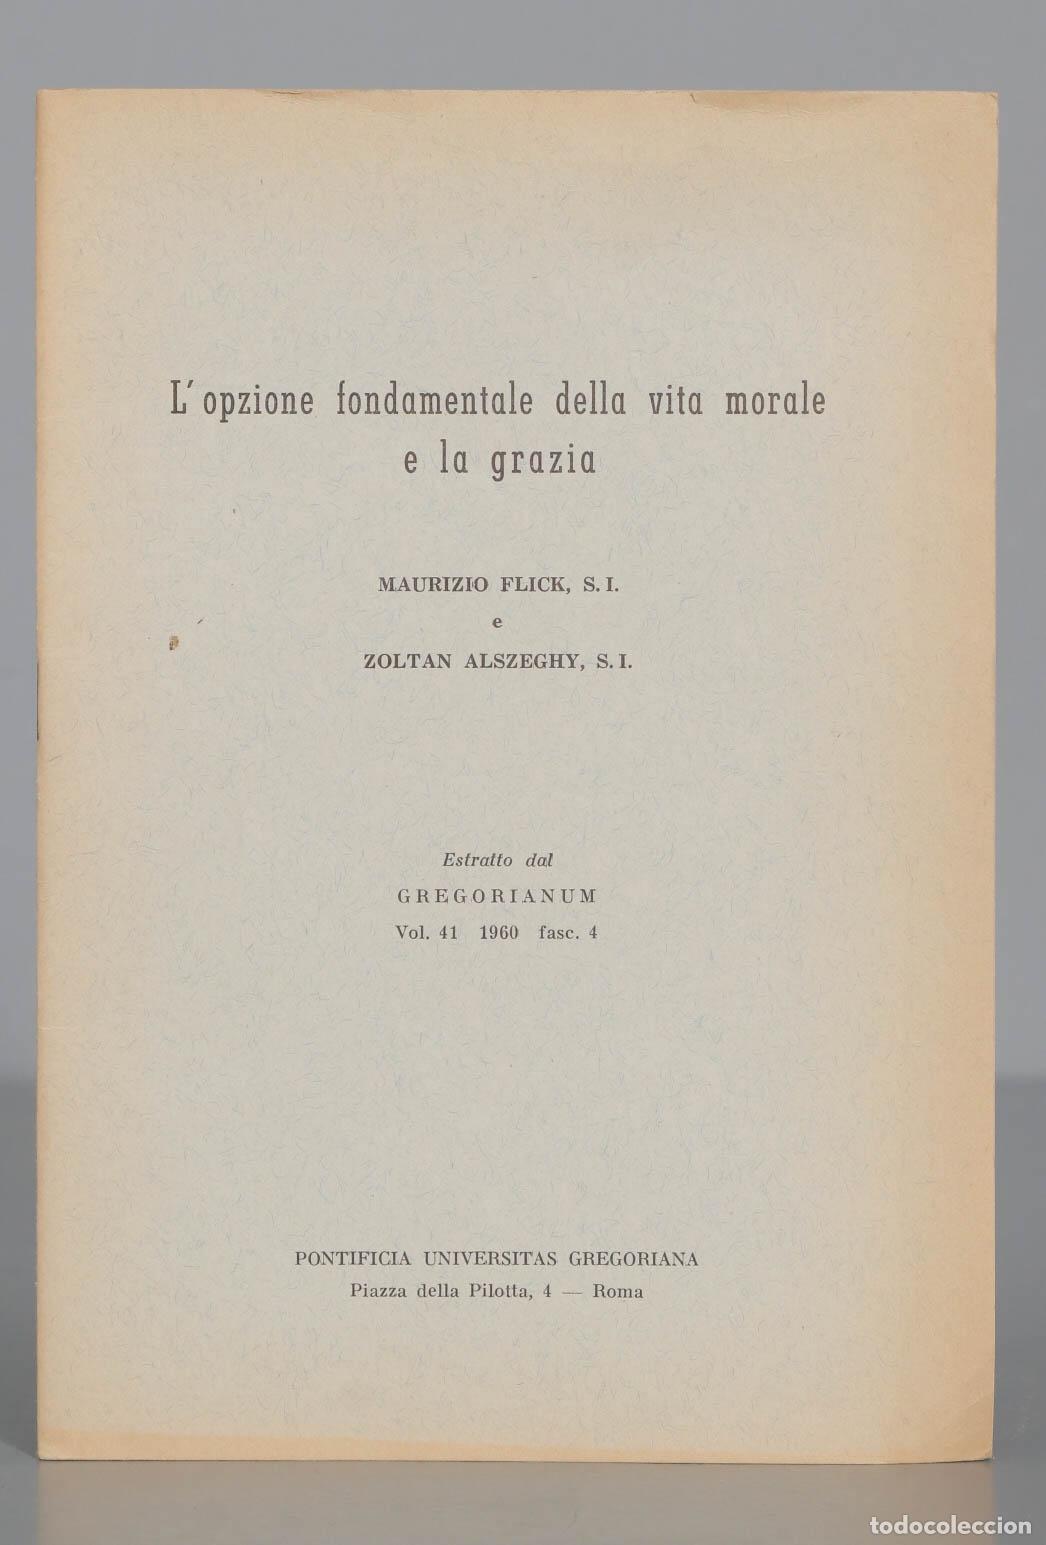 L'opzione fondamentale della vita morale
e la grazia
MAURIZIO FLICK, S. I.
e
ZOLTAN ALSZEGHY, S. I.
Estratto dal
GREGORIANUM
Vol. 41 1960 fasc. 4
PONTIFICIA UNIVERSITAS GREGORIANA
Piazza della Pilotta, 4 — Roma
todocoleccion